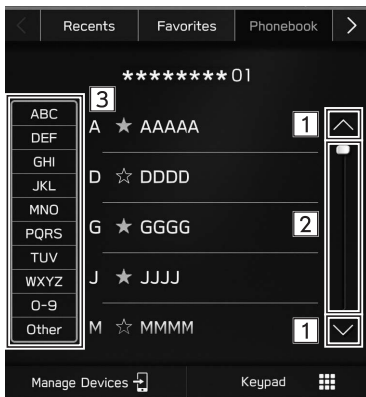 Recents Favorites Phonebook
********01
3
ABC
DEF
GHI
JKL
MNO
PQRS
TUV
WXYZ
0-9
Other
A ★ AAAAA 1
D ☆ DDDD
G ★ GGGG 2
J ★ JJJJ
M ☆ MMMM 1
Manage Devices Keypad